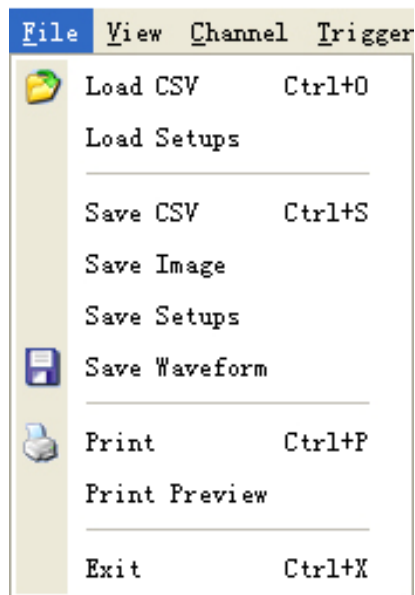 File View Channel Trigger
Load CSV Ctrl+O
Load Setups
Save CSV Ctrl+S
Save Image
Save Setups
Save Waveform
Print Ctrl+P
Print Preview
Exit Ctrl+X